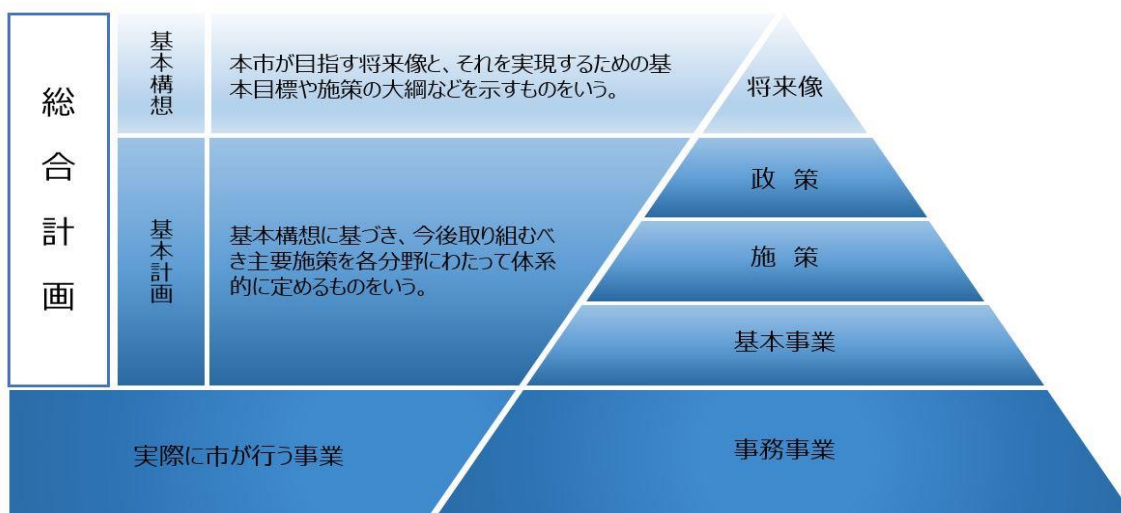 総合計画
基本構想
本市が目指す将来像と、それを実現するための基
本目標や施策の大綱などを示すものをいう。
将来像
基本計画
基本構想に基づき、今後取り組むべ
き主要施策を各分野にわたって体系
的に定めるものをいう。
政 策
施 策
基本事業
実際に市が行う事業
事務事業